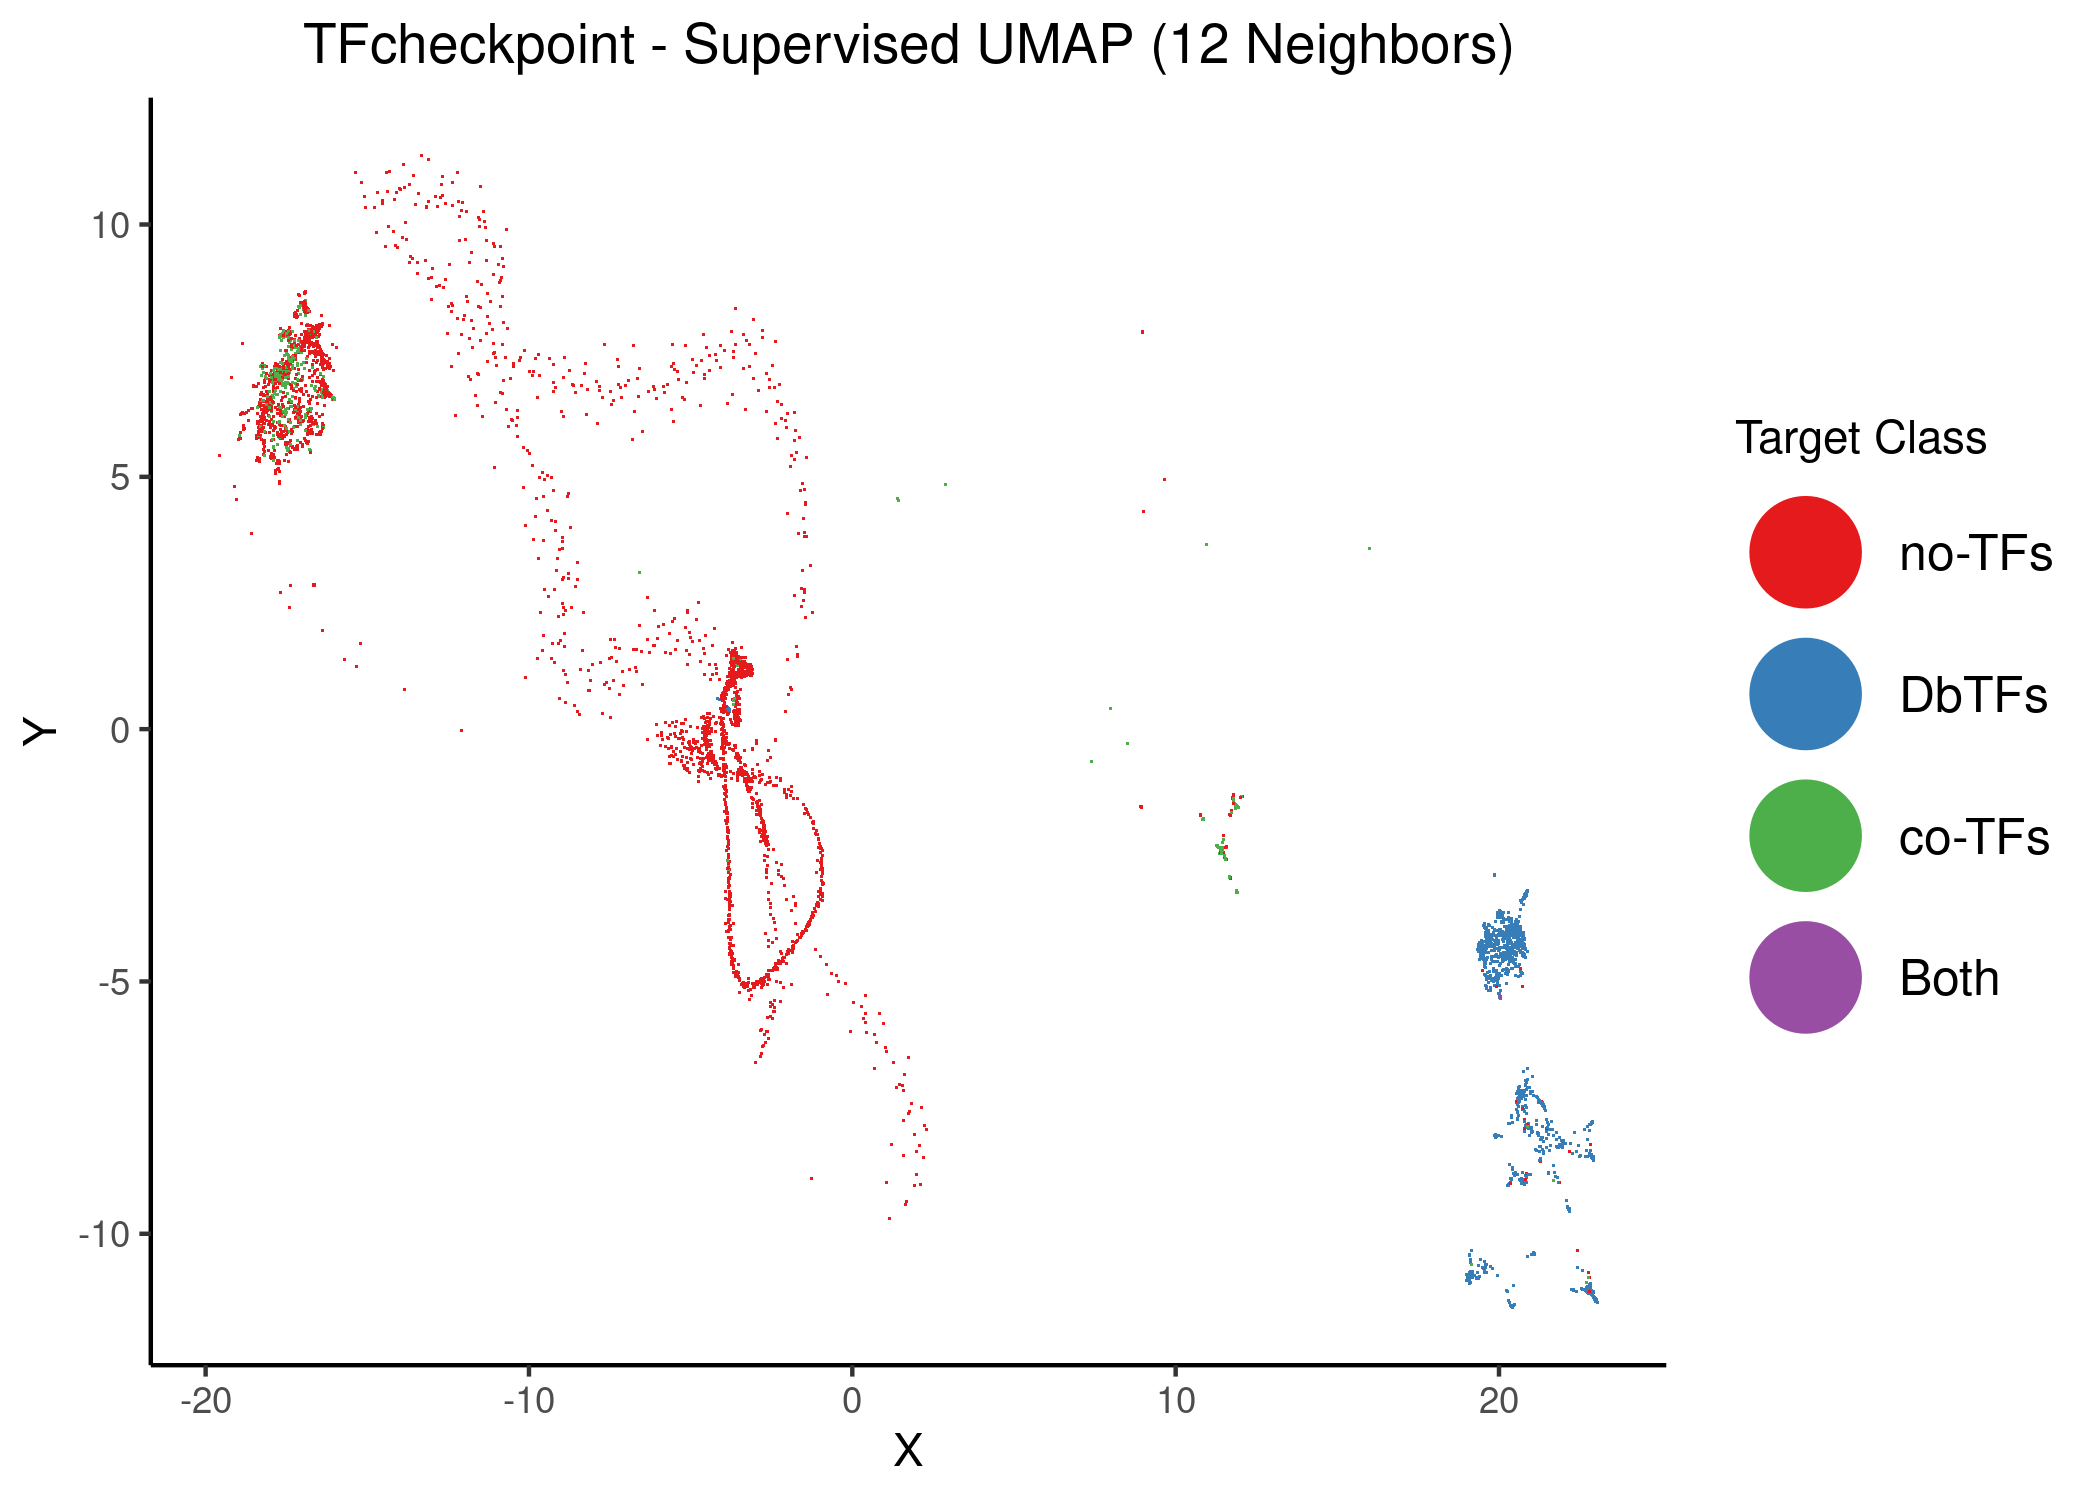 TFcheckpoint - Supervised UMAP (12 Neighbors)
10
5
0
-5
-10
Y
-20
-10
0
10
20
X
Target Class
no-TFs
DbTFs
co-TFs
Both